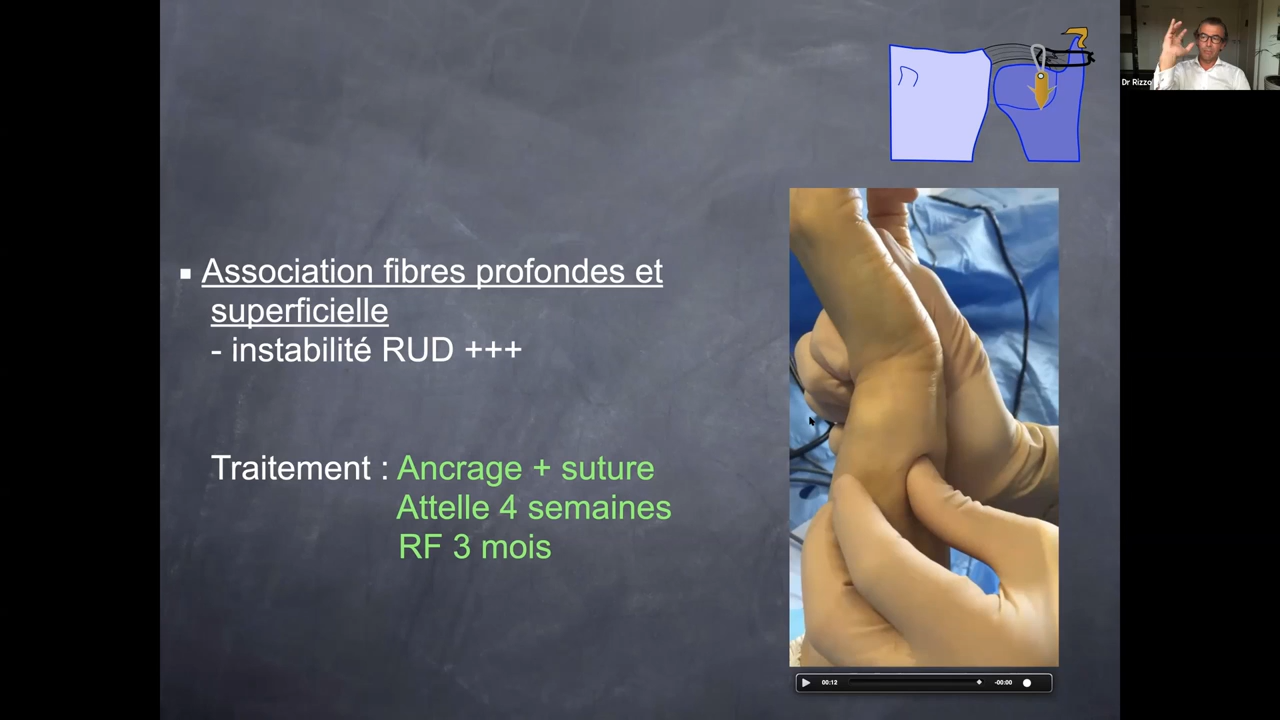 Dr Rizzo
▪ Association fibres profondes et
superficielle
- instabilité RUD +++
Traitement : Ancrage + suture
Attelle 4 semaines
RF 3 mois
00:12
-00:00